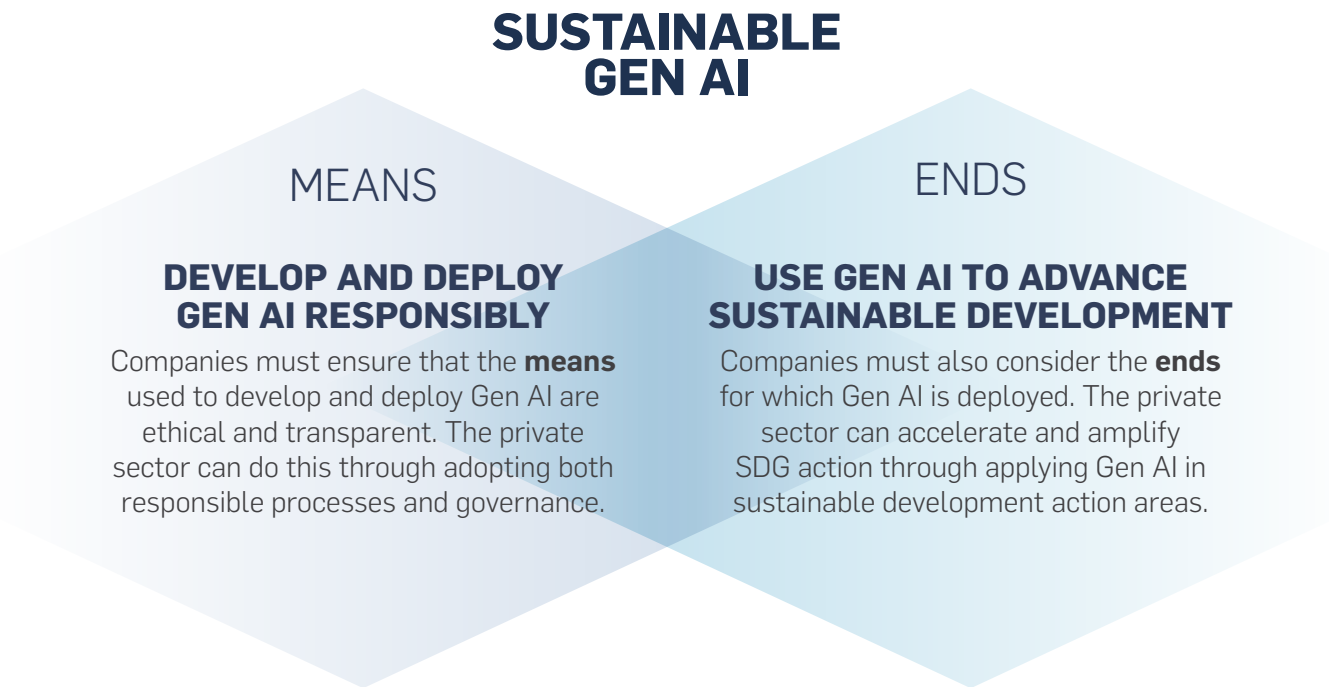 SUSTAINABLE
GEN AI
MEANS
DEVELOP AND DEPLOY
GEN AI RESPONSIBLY
Companies must ensure that the means
used to develop and deploy Gen AI are
ethical and transparent. The private
sector can do this through adopting both
responsible processes and governance.
ENDS
USE GEN AI TO ADVANCE
SUSTAINABLE DEVELOPMENT
Companies must also consider the ends
for which Gen AI is deployed. The private
sector can accelerate and amplify
SDG action through applying Gen AI in
sustainable development action areas.